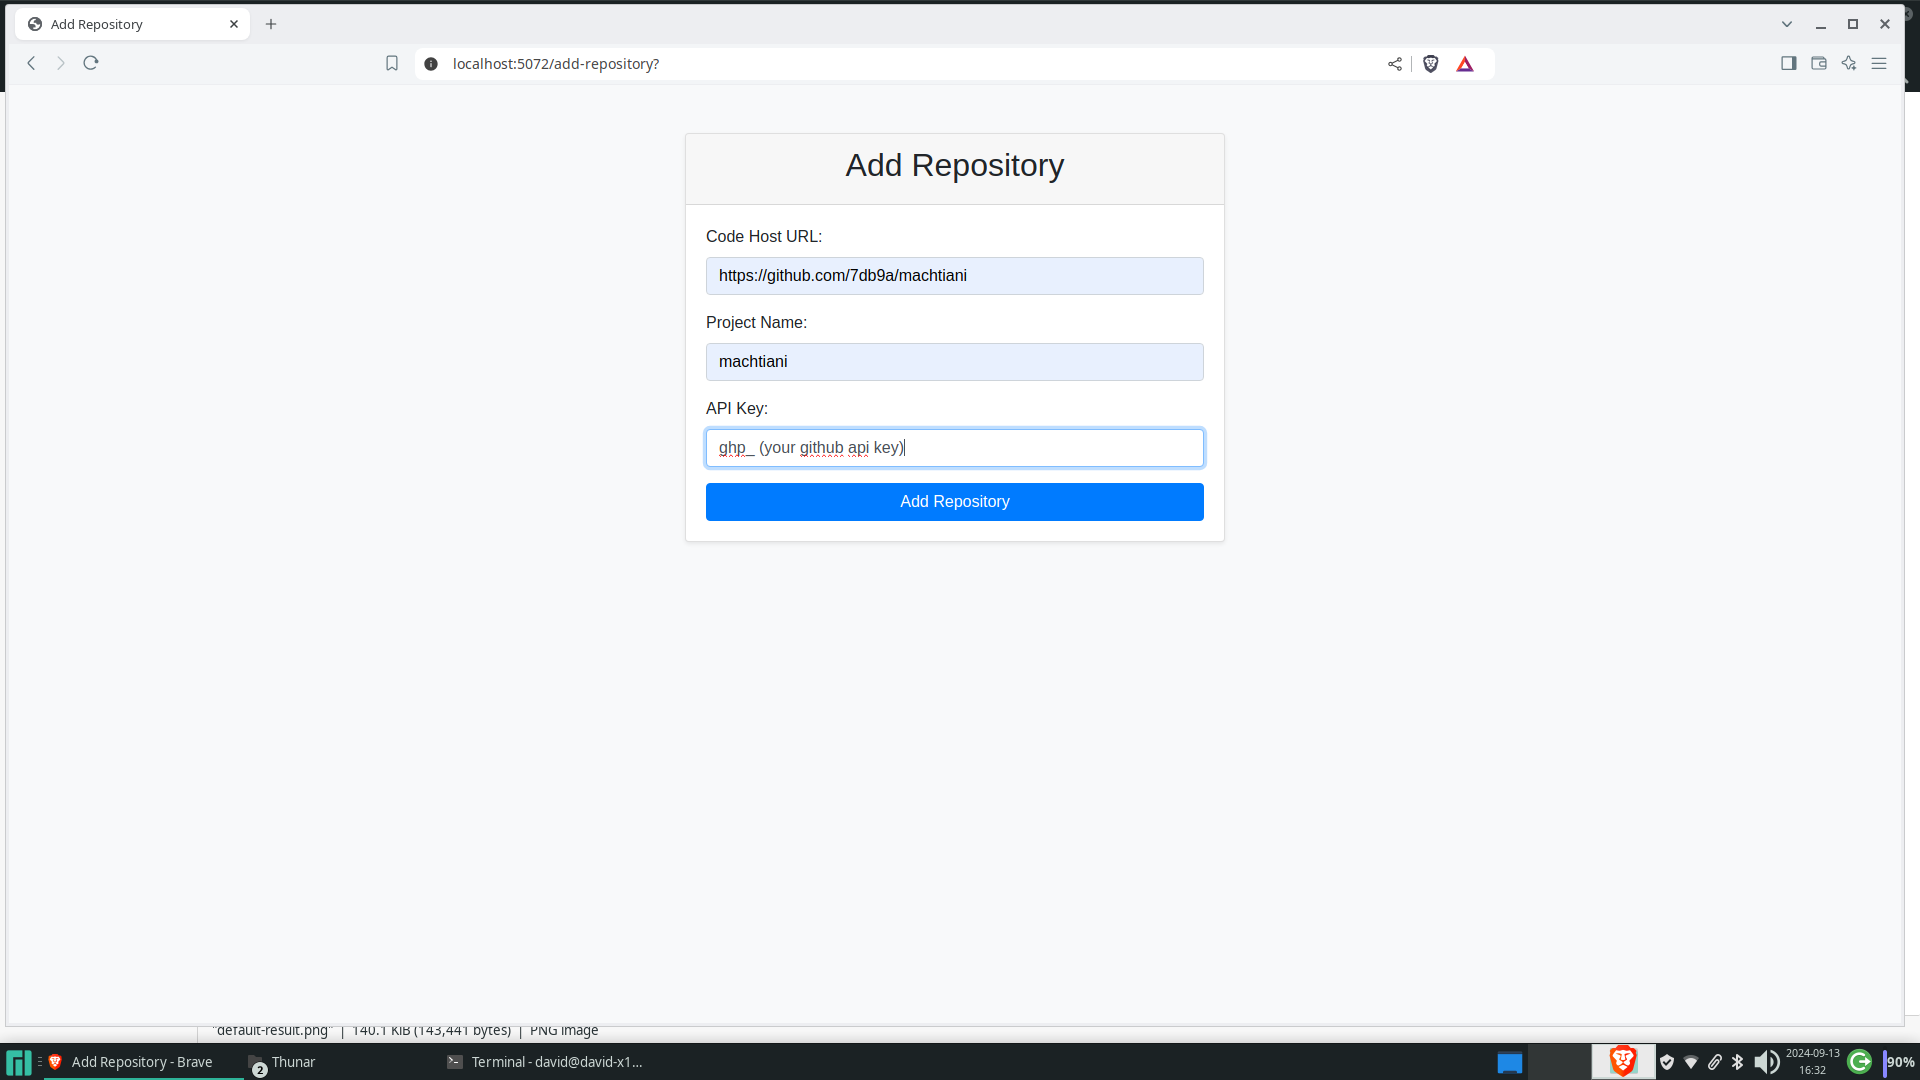 Add Repository
localhost:5072/add-repository?
Add Repository
Code Host URL:
https://github.com/7db9a/machtiani
Project Name:
machtiani
API Key:
ghp_ (your github api key)
Add Repository
"default-result.png" | 140.1 KiB (143,441 bytes) | PNG image
Add Repository - Brave
2
Thunar
Terminal - david@david-x1...
2024-09-13
16:32
90%